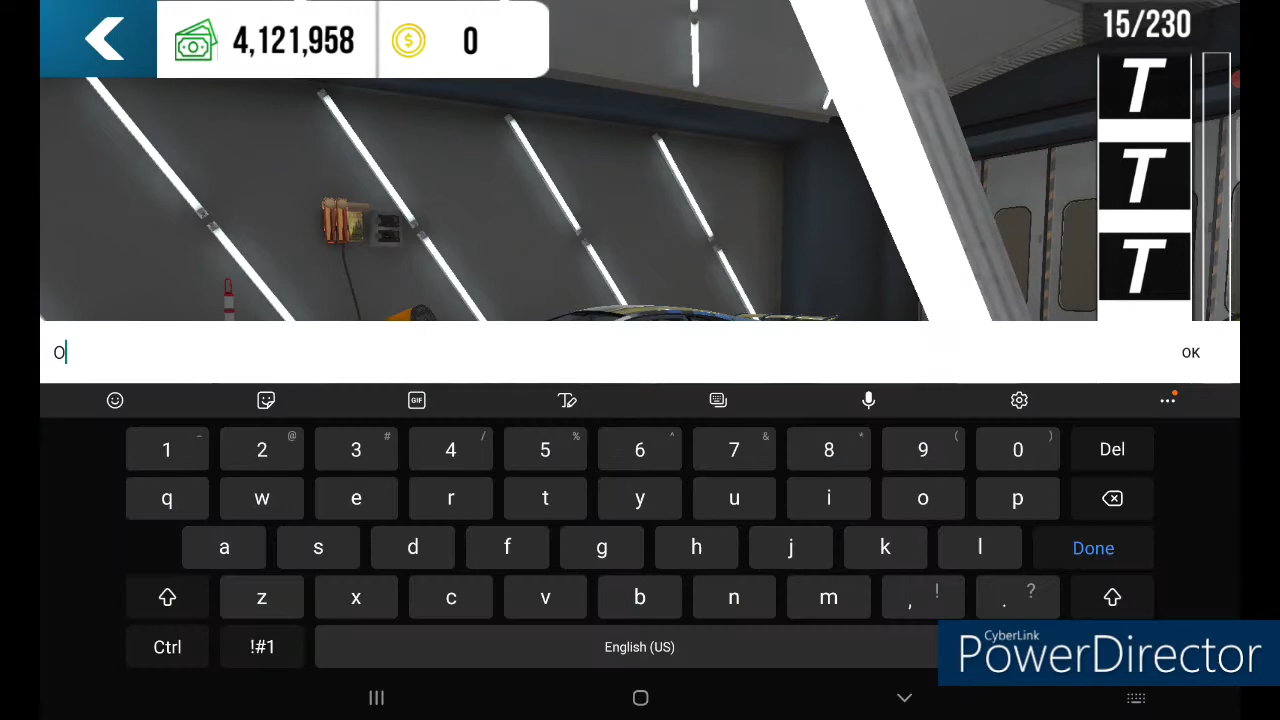 4,121,958
0
15/230
T
T
T
O
OK
GIF
1 - 2 @ 3 # 4 / 5 % 6 ^ 7 & 8 * 9 ( 0 ) Del
q w e r t y u i o p
a s d f g h j k l Done
z x c v b n m , ! . ?
Ctrl !#1 English (US)
CyberLink
PowerDirector